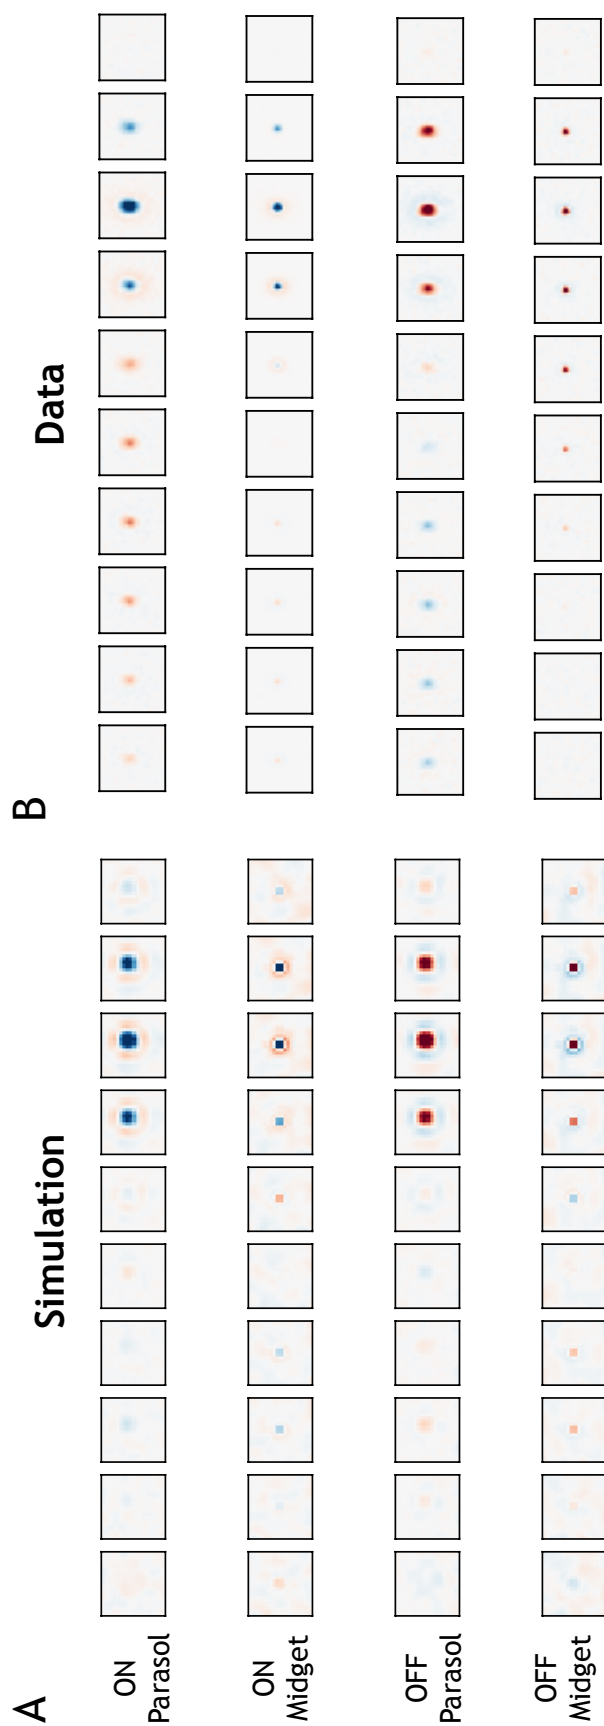 A
Simulation
ON
Parasol
ON
Midget
OFF
Parasol
OFF
Midget
B
Data